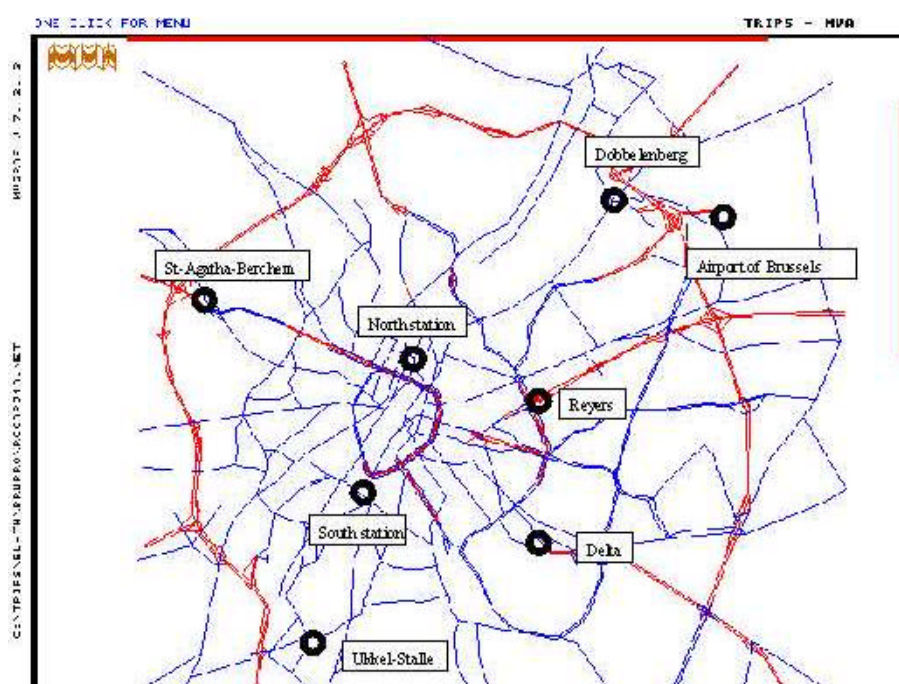 ONE CLICK FOR MENU
TRIPS - MVA
MVA
Dobbelenberg
Airport of Brussels
St-Agatha-Berchem
North station
Reyers
South station
Delta
Ukkel-Stalle